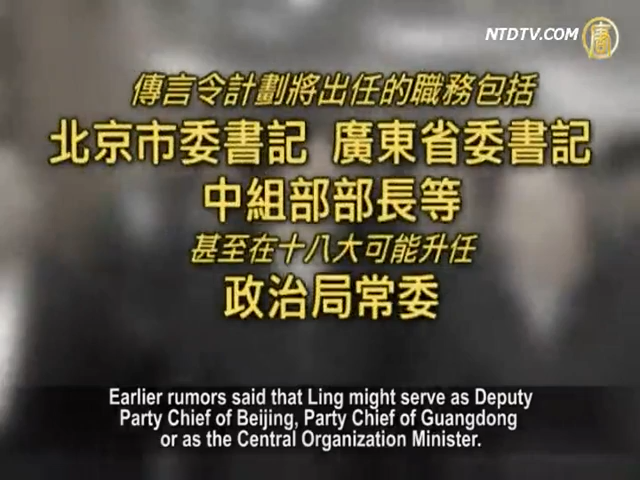 NTDTV.COM
傳言令計劃將出任的職務包括
北京市委書記 廣東省委書記
中組部部長等
甚至在十八大可能升任
政治局常委
Earlier rumors said that Ling might serve as Deputy
Party Chief of Beijing, Party Chief of Guangdong
or as the Central Organization Minister.